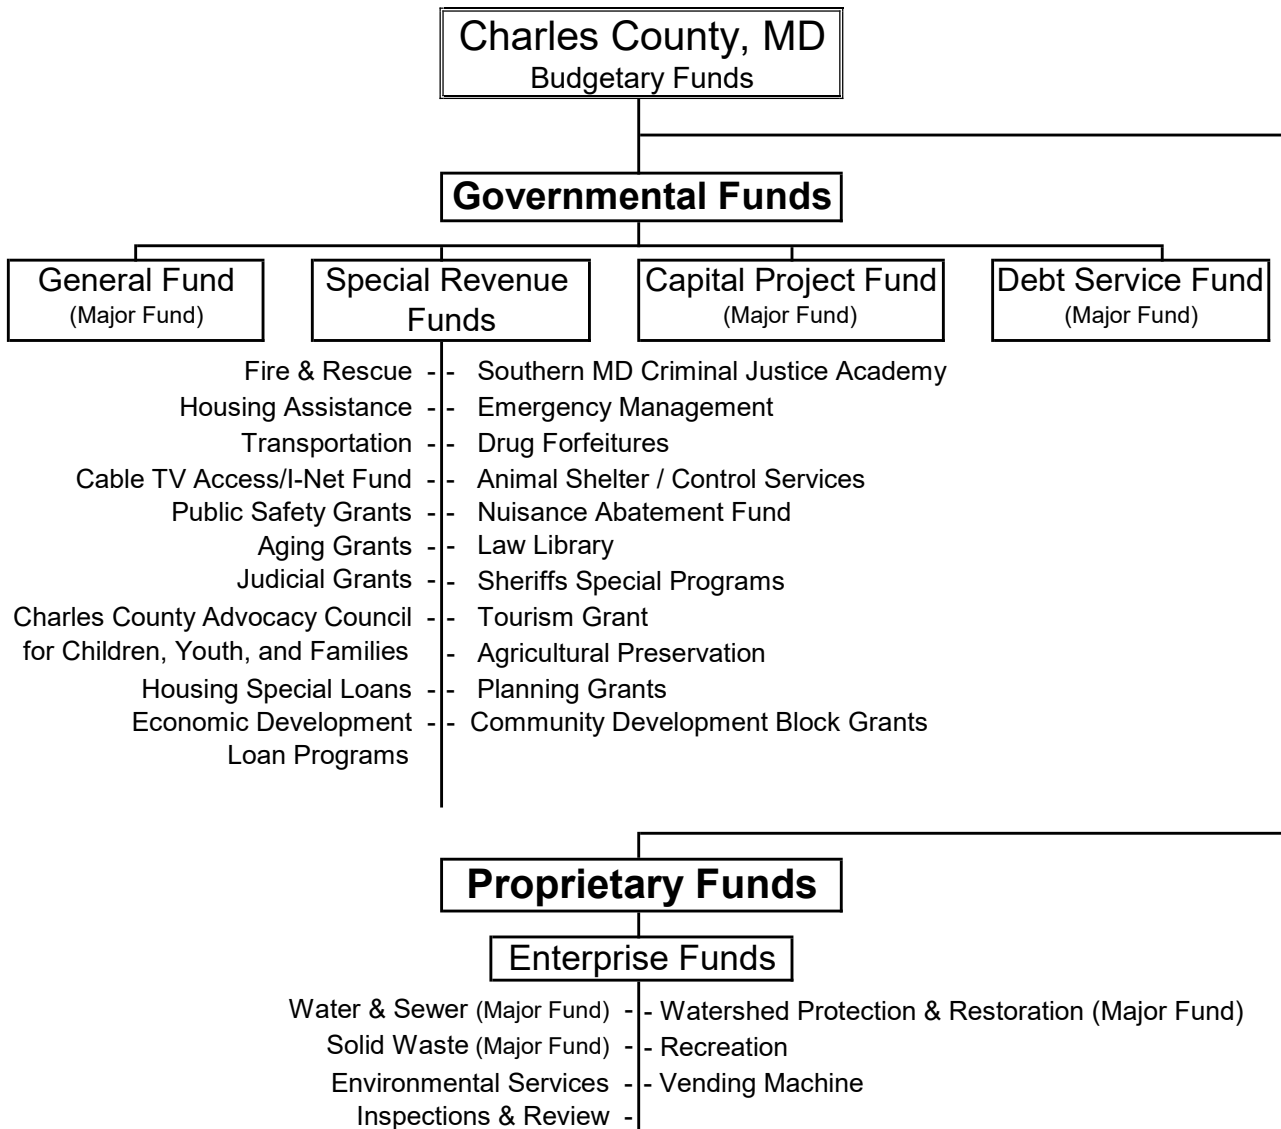 Charles County, MD
Budgetary Funds
Governmental Funds
General Fund
(Major Fund)
Special Revenue
Funds
Capital Project Fund
(Major Fund)
Debt Service Fund
(Major Fund)
Fire & Rescue - - Southern MD Criminal Justice Academy
Housing Assistance - - Emergency Management
Transportation - - Drug Forfeitures
Cable TV Access/I-Net Fund - - Animal Shelter / Control Services
Public Safety Grants - - Nuisance Abatement Fund
Aging Grants - - Law Library
Judicial Grants - - Sheriffs Special Programs
Charles County Advocacy Council - - Tourism Grant
for Children, Youth, and Families - Agricultural Preservation
Housing Special Loans - - Planning Grants
Economic Development - - Community Development Block Grants
Loan Programs
Proprietary Funds
Enterprise Funds
Water & Sewer (Major Fund) - - Watershed Protection & Restoration (Major Fund)
Solid Waste (Major Fund) - - Recreation
Environmental Services - - Vending Machine
Inspections & Review -